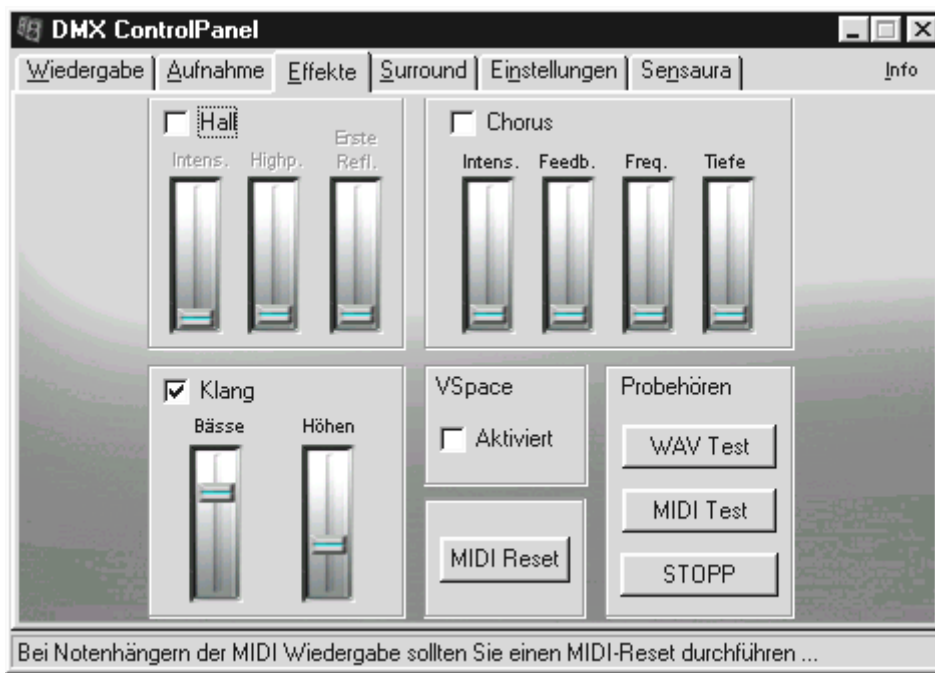 DMX ControlPanel
Wiedergabe Aufnahme Effekte Surround Einstellungen Sensaura Info
Hall
Intens. Highp. Erste Refl.
Chorus
Intens. Feedb. Freq. Tiefe
Klang
Bässe Höhen
VSpace
Aktiviert
MIDI Reset
Probehören
WAV Test
MIDI Test
STOPP
Bei Notenhängern der MIDI Wiedergabe sollten Sie einen MIDI-Reset durchführen ...